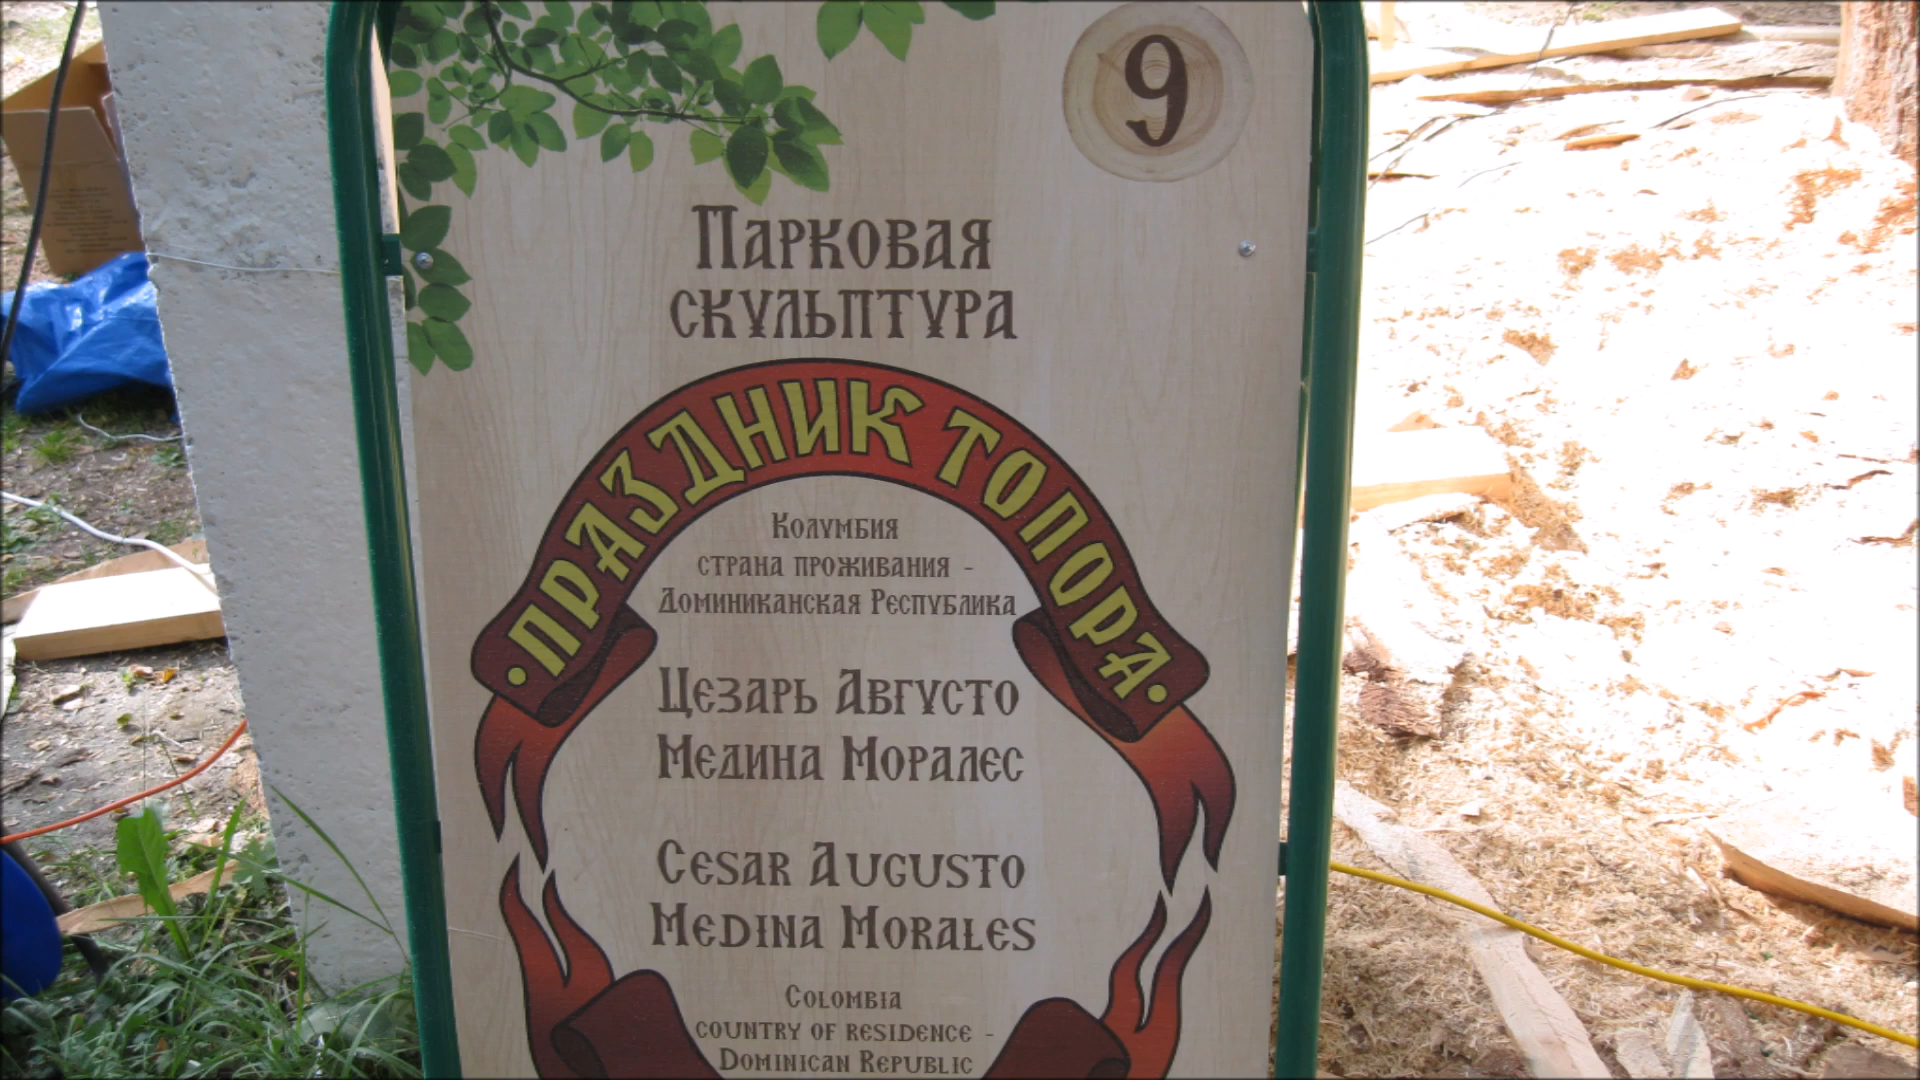 9
Парковая
скульптура
·ПРАЗДНИК ТОПОРА·
Колумбия
страна проживания -
Доминиканская Республика
Цезарь Августо
Медина Моралес
Cesar Augusto
Medina Morales
Colombia
country of residence -
Dominican Republic